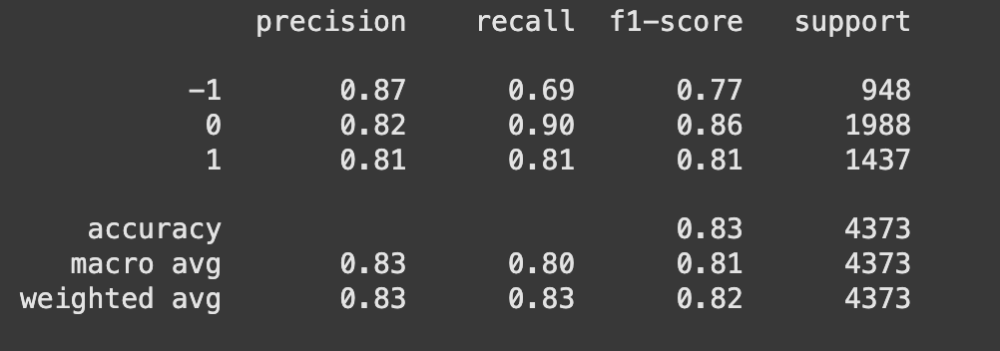 precision recall f1-score support
-1 0.87 0.69 0.77 948
0 0.82 0.90 0.86 1988
1 0.81 0.81 0.81 1437
accuracy 0.83 4373
macro avg 0.83 0.80 0.81 4373
weighted avg 0.83 0.83 0.82 4373